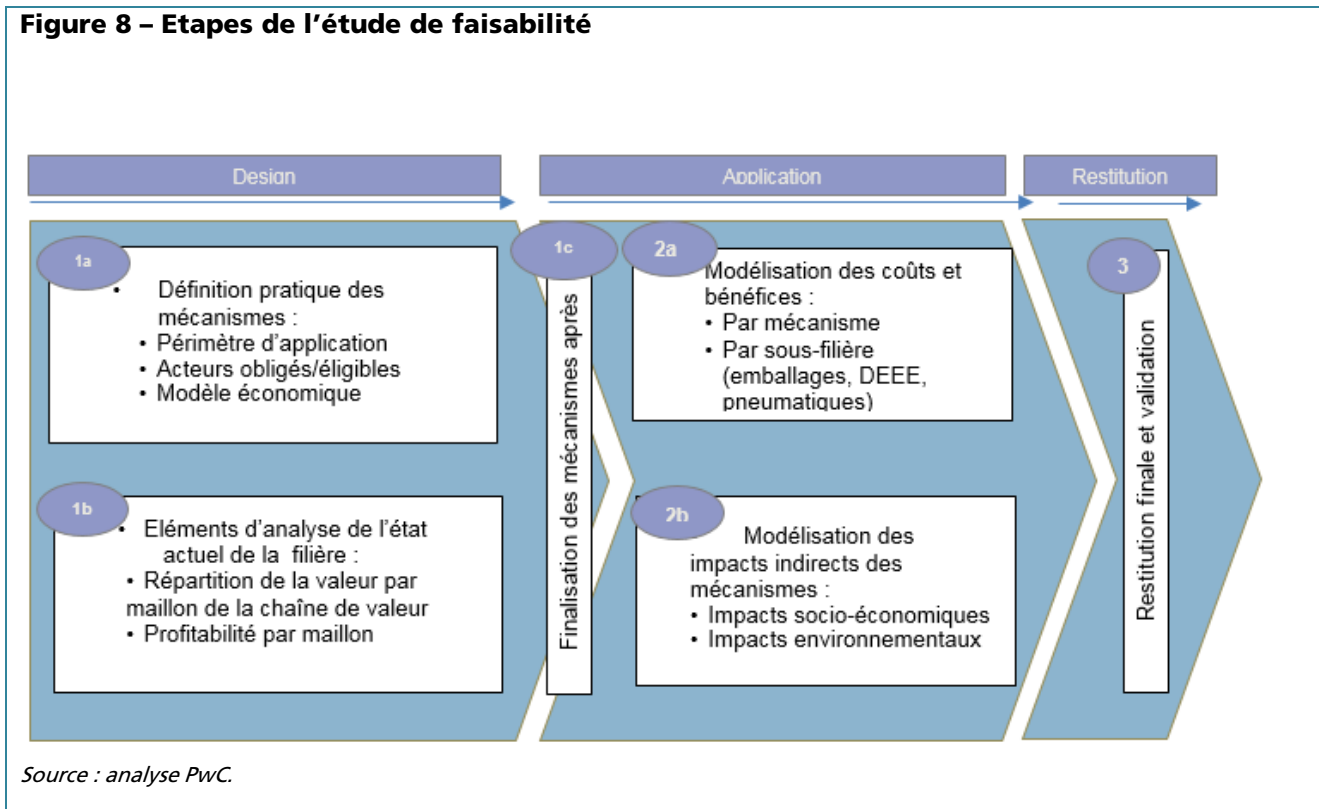 Figure 8 – Etapes de l’étude de faisabilité
Design
Application
Restitution
1a
• Définition pratique des
mécanismes :
• Périmètre d’application
• Acteurs obligés/éligibles
• Modèle économique
1b
• Eléments d’analyse de l’état
actuel de la filière :
• Répartition de la valeur par
maillon de la chaîne de valeur
• Profitabilité par maillon
1c
Finalisation des mécanismes après
2a
Modélisation des coûts et
bénéfices :
• Par mécanisme
• Par sous-filière
(emballages, DEEE,
pneumatiques)
2b
Modélisation des
impacts indirects des
mécanismes :
• Impacts socio-économiques
• Impacts environnementaux
3
Restitution finale et validation
Source : analyse PwC.